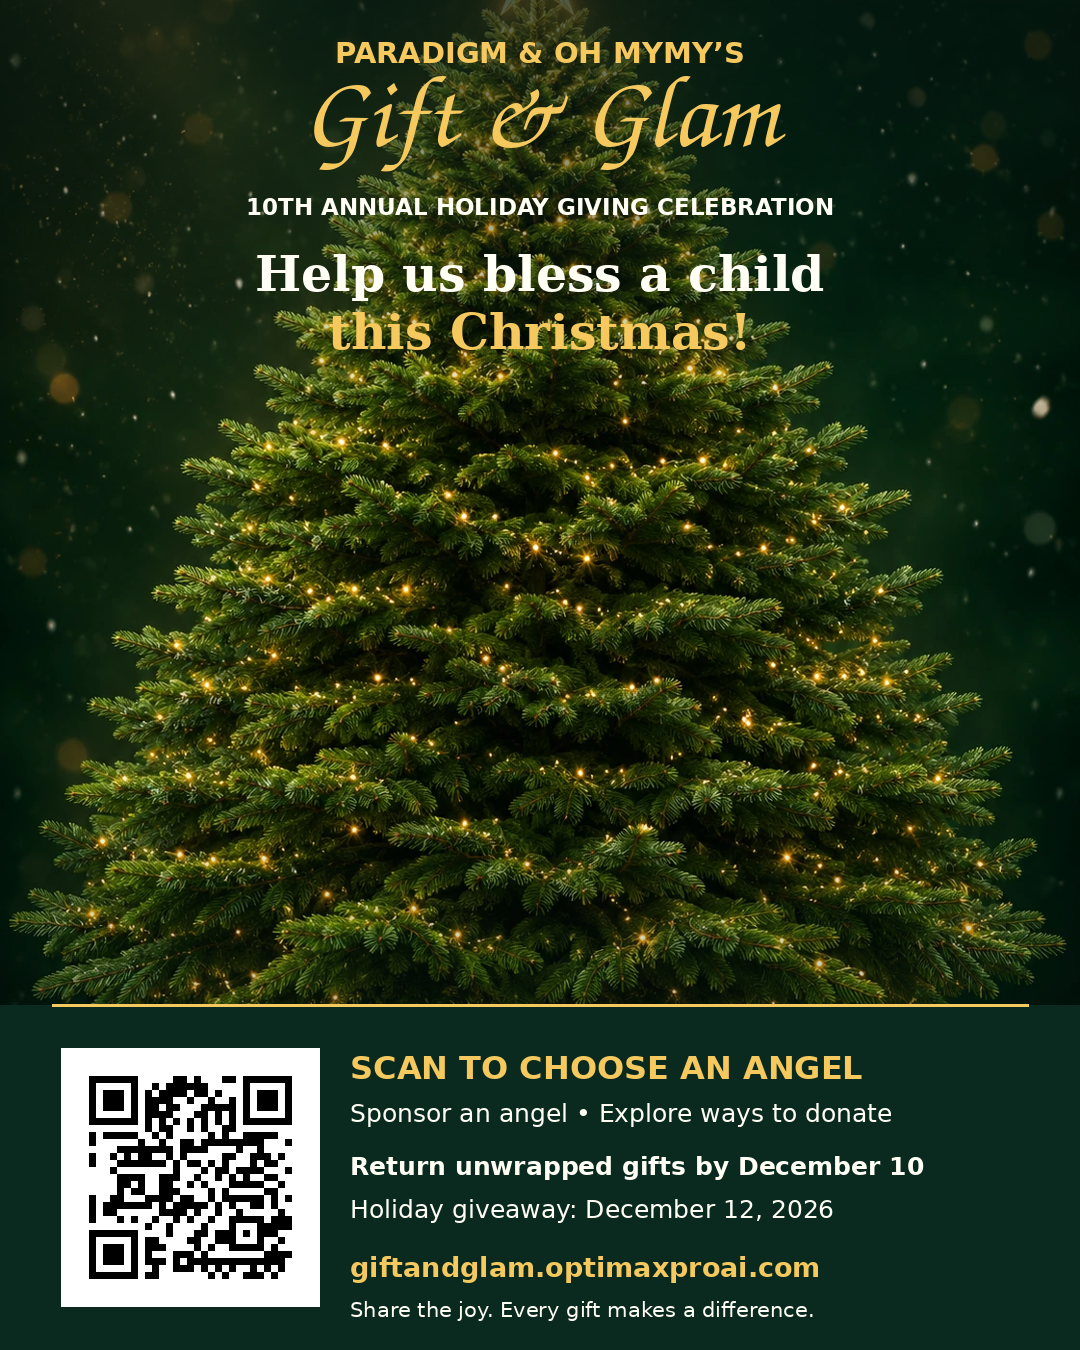 PARADIGM & OH MYMY’S
Gift & Glam
10TH ANNUAL HOLIDAY GIVING CELEBRATION
Help us bless a child
this Christmas!
SCAN TO CHOOSE AN ANGEL
Sponsor an angel • Explore ways to donate
Return unwrapped gifts by December 10
Holiday giveaway: December 12, 2026
giftandglam.optimaxproai.com
Share the joy. Every gift makes a difference.